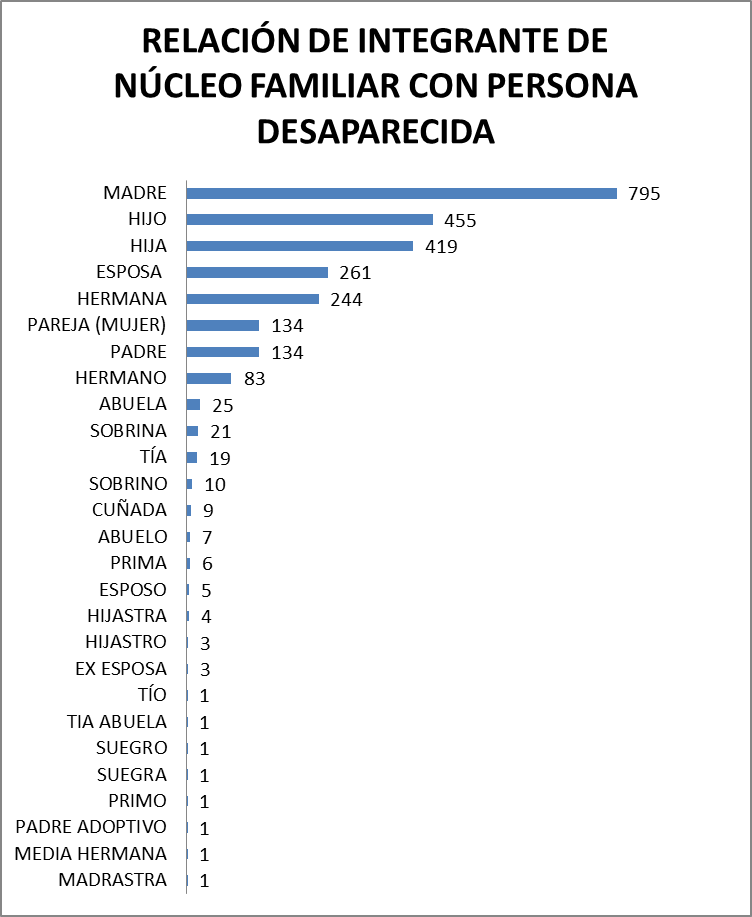 RELACIÓN DE INTEGRANTE DE
NÚCLEO FAMILIAR CON PERSONA
DESAPARECIDA
MADRE 795
HIJO 455
HIJA 419
ESPOSA 261
HERMANA 244
PAREJA (MUJER) 134
PADRE 134
HERMANO 83
ABUELA 25
SOBRINA 21
TÍA 19
SOBRINO 10
CUÑADA 9
ABUELO 7
PRIMA 6
ESPOSO 5
HIJASTRA 4
HIJASTRO 3
EX ESPOSA 3
TÍO 1
TIA ABUELA 1
SUEGRO 1
SUEGRA 1
PRIMO 1
PADRE ADOPTIVO 1
MEDIA HERMANA 1
MADRASTRA 1